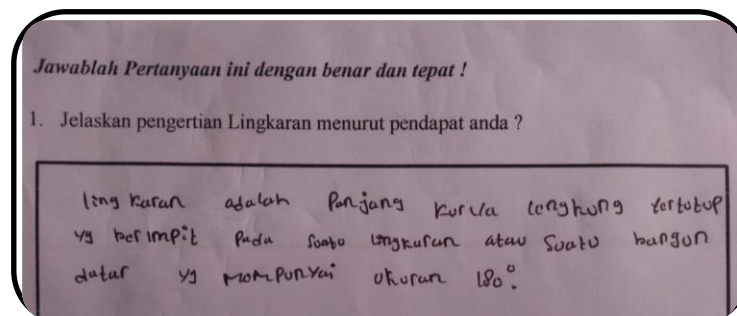 Jawablah Pertanyaan ini dengan benar dan tepat !
1. Jelaskan pengertian Lingkaran menurut pendapat anda ?
lingkaran adalah Panjang kurva lengkung tertutup
yg berimpit Pada suatu lingkaran atau Suatu bangun
datar yg mempunyai ukuran 180°.